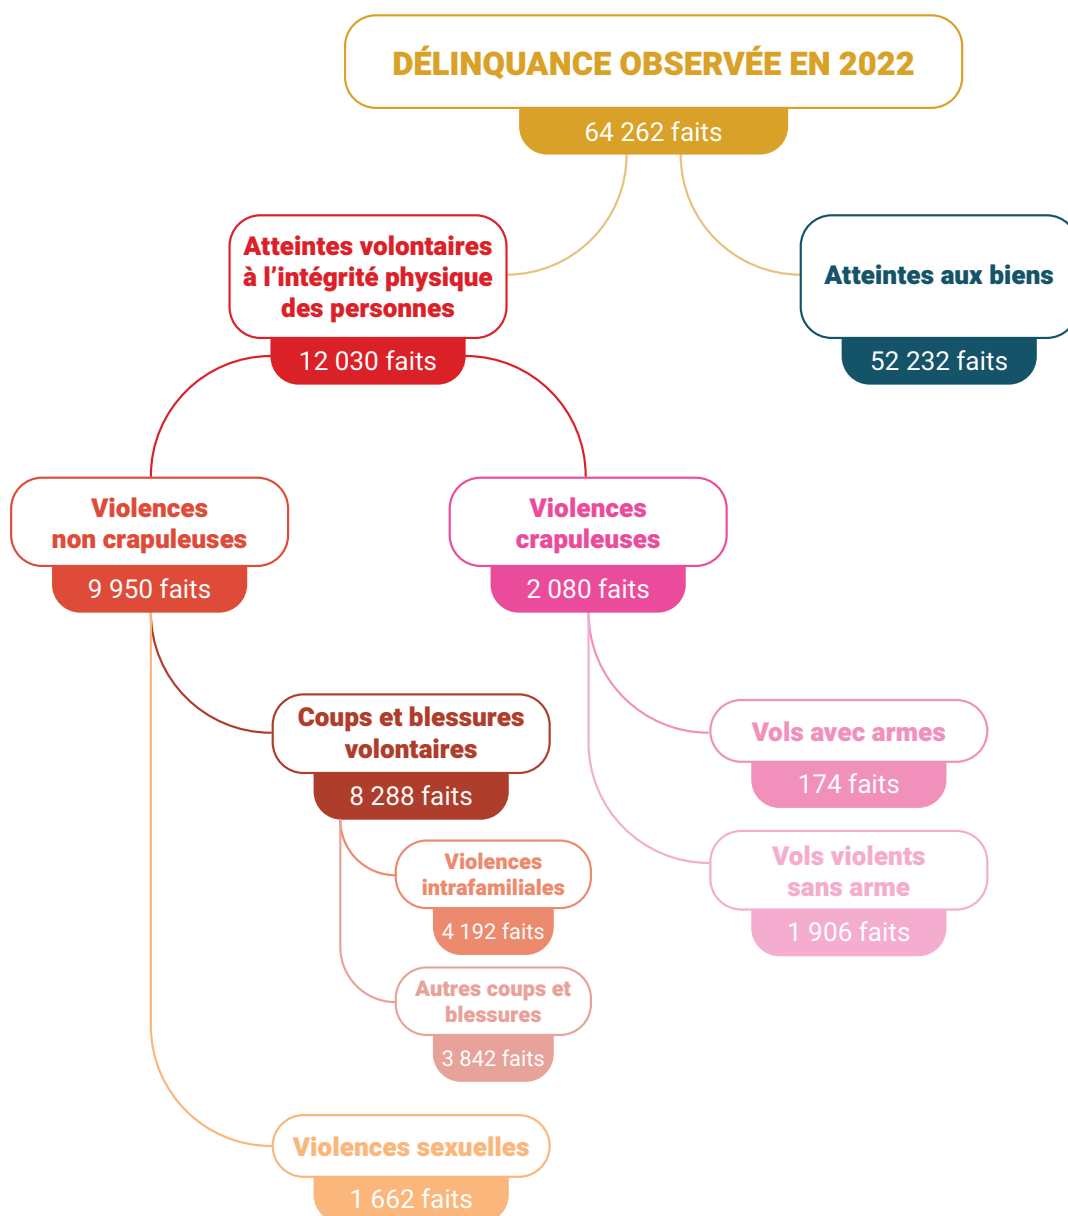 DÉLINQUANCE OBSERVÉE EN 2022
64 262 faits
Atteintes volontaires
à l’intégrité physique
des personnes
12 030 faits
Atteintes aux biens
52 232 faits
Violences
non crapuleuses
9 950 faits
Violences
crapuleuses
2 080 faits
Coups et blessures
volontaires
8 288 faits
Vols avec armes
174 faits
Violences
intrafamiliales
4 192 faits
Vols violents
sans arme
1 906 faits
Autres coups et
blessures
3 842 faits
Violences sexuelles
1 662 faits